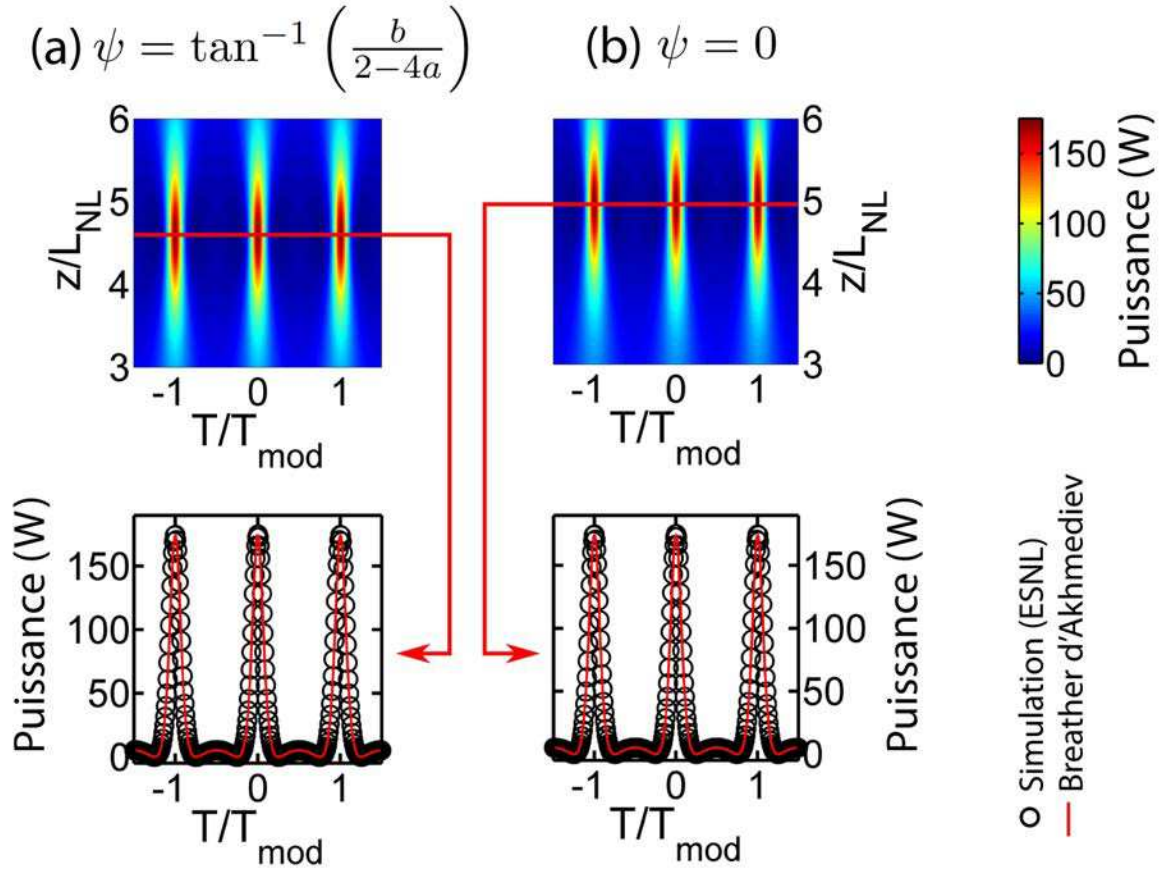 (a) ψ = tan⁻¹ (b/(2−4a))
(b) ψ = 0
6
5
4
3
z/L_NL
-1 0 1
T/T_mod
6
5
4
3
z/L_NL
-1 0 1
T/T_mod
150
100
50
0
Puissance (W)
150
100
50
0
Puissance (W)
-1 0 1
T/T_mod
150
100
50
0
Puissance (W)
-1 0 1
T/T_mod
Simulation (ESNL)
Breather d'Akhmediev